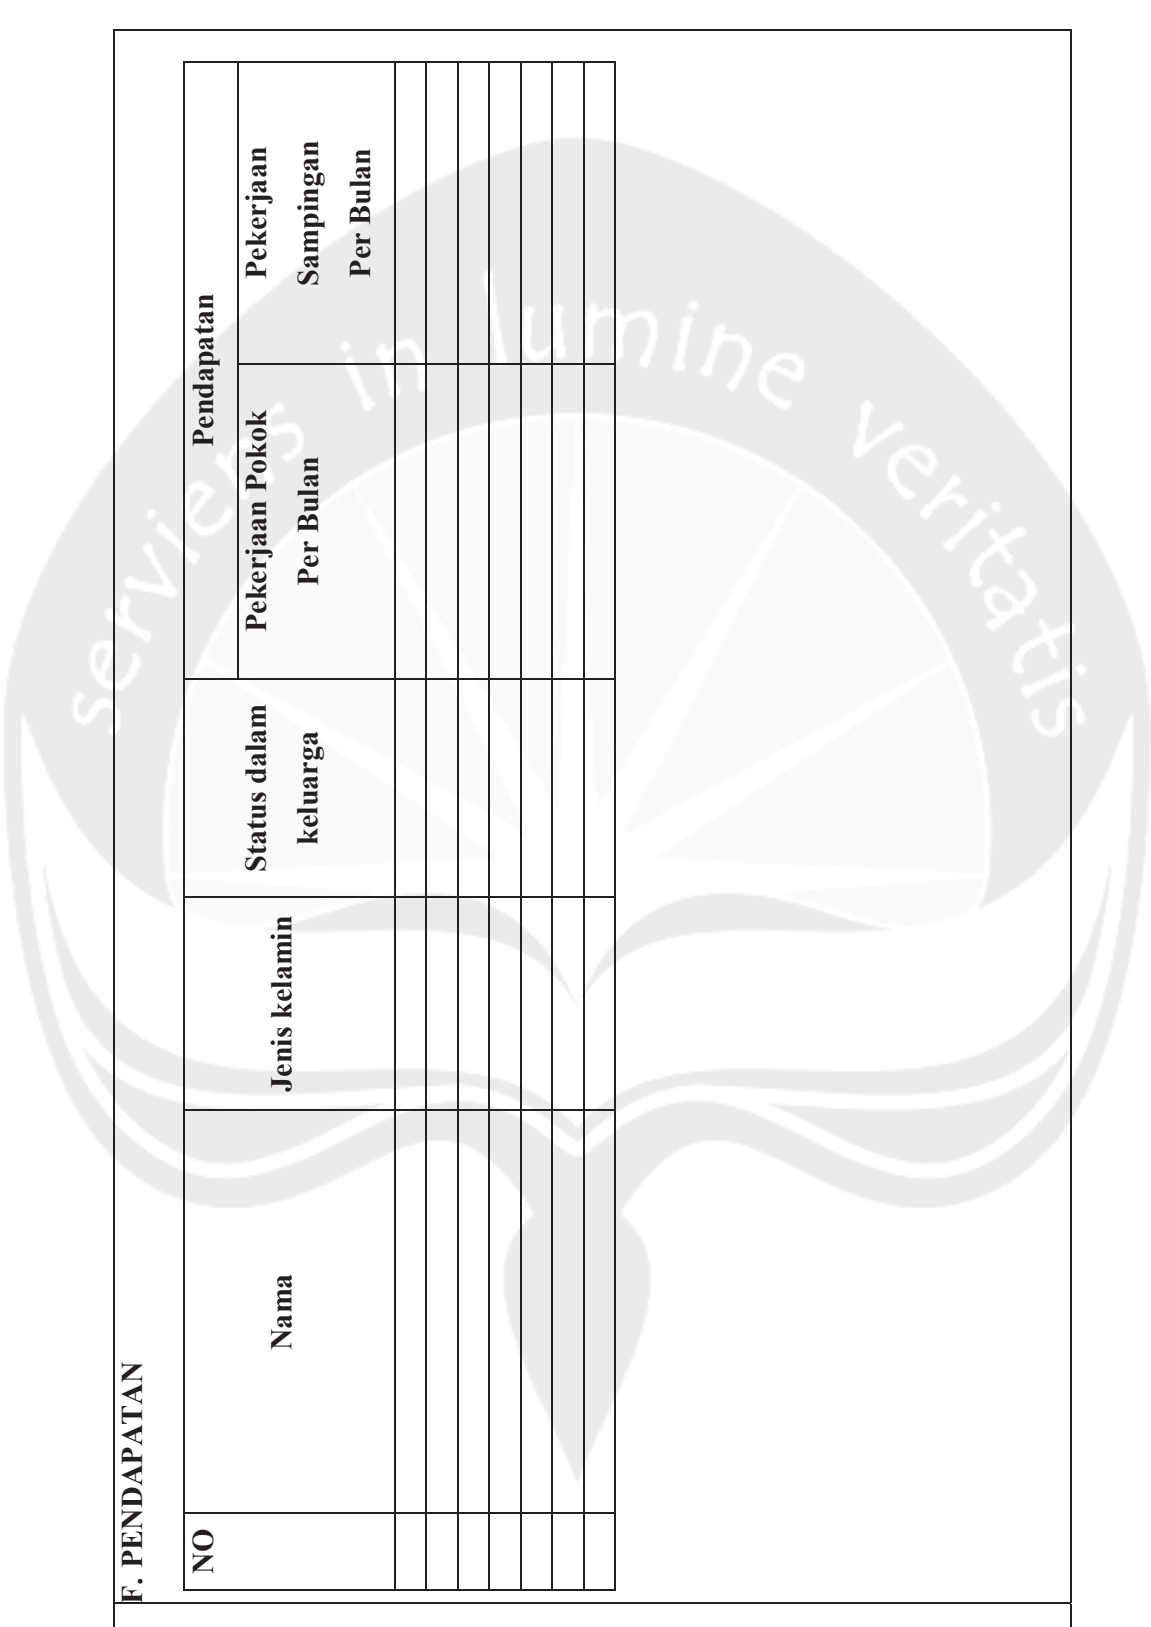 F. PENDAPATAN
NO
Nama
Jenis kelamin
Status dalam
keluarga
Pendapatan
Pekerjaan Pokok
Per Bulan
Pekerjaan
Sampingan
Per Bulan
serviens in lumine veritatis